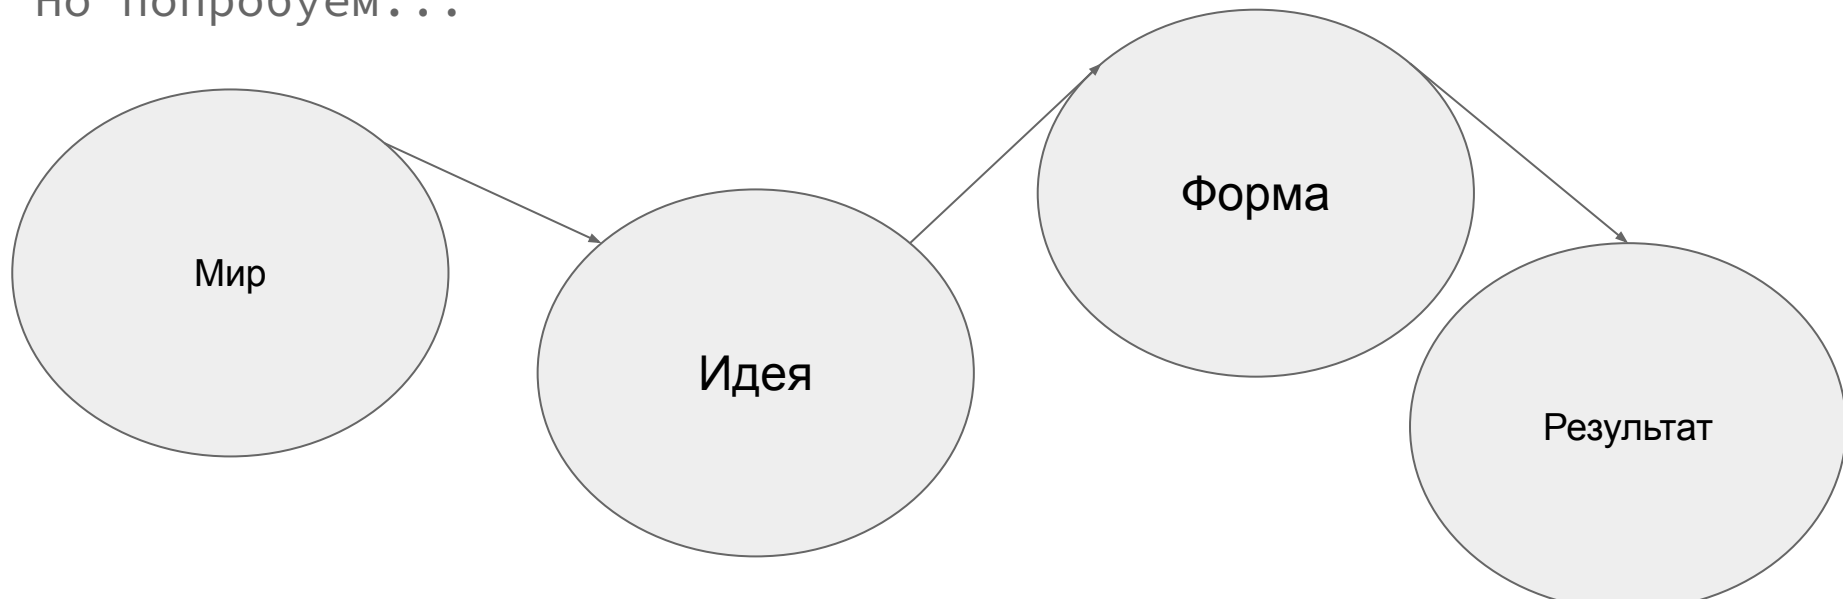 но попробуем...
Мир
Идея
Форма
Результат